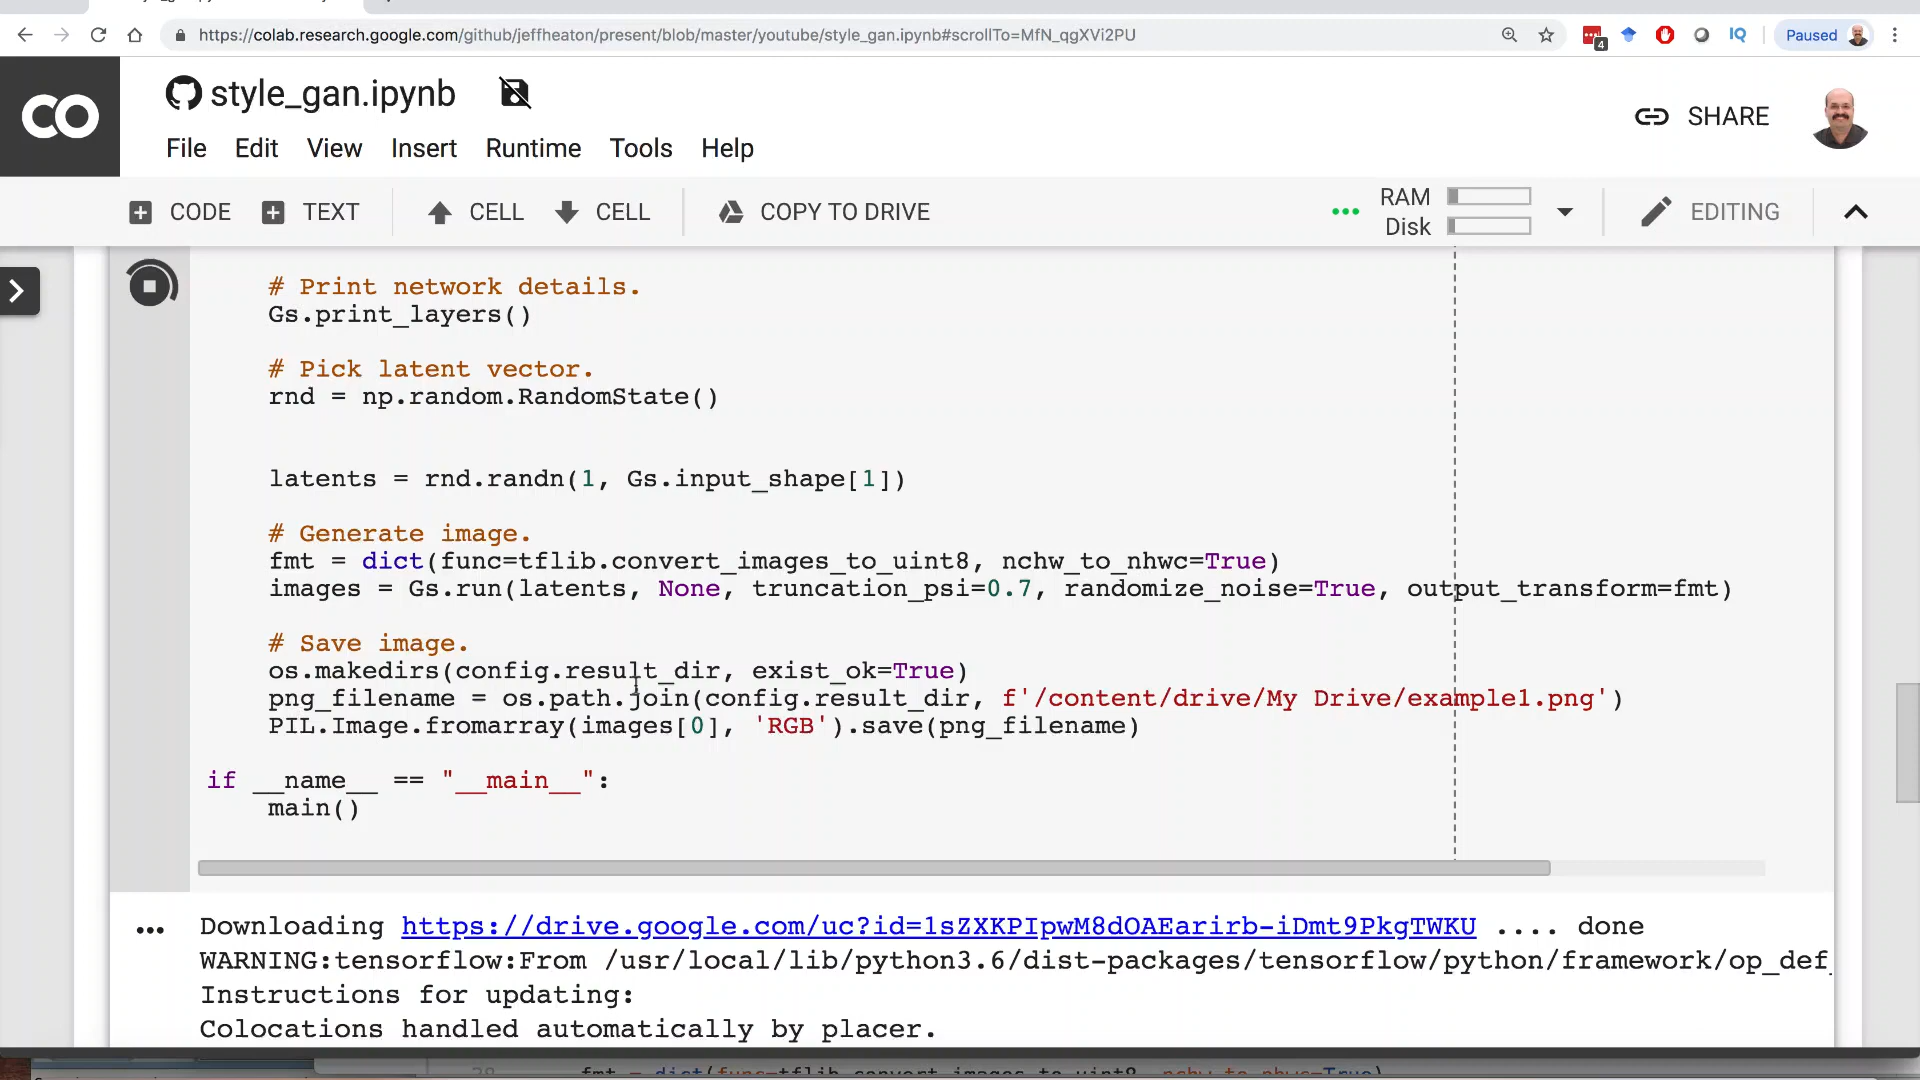 https://colab.research.google.com/github/jeffheaton/present/blob/master/youtube/style_gan.ipynb#scrollTo=MfN_qgXVi2PU
4
IQ
Paused
CO
style_gan.ipynb
SHARE
File Edit View Insert Runtime Tools Help
CODE TEXT CELL CELL COPY TO DRIVE
RAM
Disk
EDITING
# Print network details.
Gs.print_layers()
# Pick latent vector.
rnd = np.random.RandomState()
latents = rnd.randn(1, Gs.input_shape[1])
# Generate image.
fmt = dict(func=tflib.convert_images_to_uint8, nchw_to_nhwc=True)
images = Gs.run(latents, None, truncation_psi=0.7, randomize_noise=True, output_transform=fmt)
# Save image.
os.makedirs(config.result_dir, exist_ok=True)
png_filename = os.path.join(config.result_dir, f'/content/drive/My Drive/example1.png')
PIL.Image.fromarray(images[0], 'RGB').save(png_filename)
if __name__ == "__main__":
main()
Downloading https://drive.google.com/uc?id=1sZXKPIpwM8dOAEarirb-iDmt9PkgTWKU .... done
WARNING:tensorflow:From /usr/local/lib/python3.6/dist-packages/tensorflow/python/framework/op_def_
Instructions for updating:
Colocations handled automatically by placer.